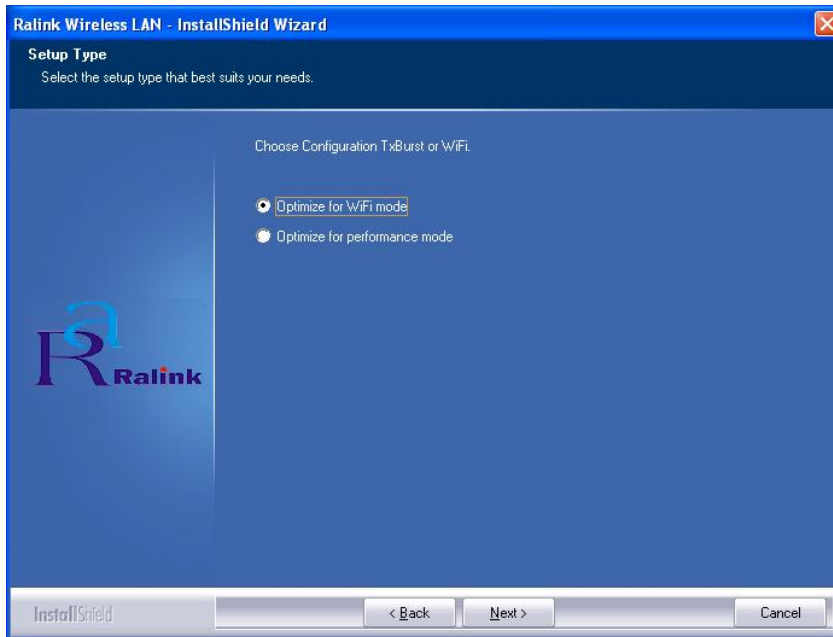 Ralink Wireless LAN - InstallShield Wizard
Setup Type
Select the setup type that best suits your needs.
Choose Configuration TxBurst or WiFi.
Optimize for WiFi mode
Optimize for performance mode
Ralink
InstallShield
< Back
Next >
Cancel